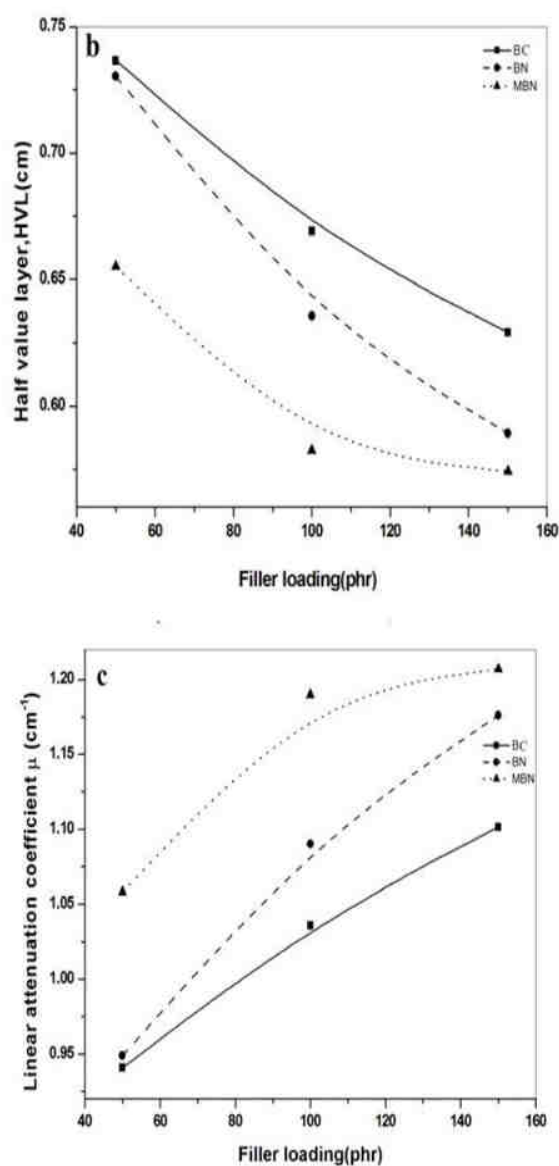 b
0.75
0.70
0.65
0.60
Half value layer,HVL(cm)
BC
BN
MBN
40 60 80 100 120 140 160
Filler loading(phr)
c
1.20
1.15
1.10
1.05
1.00
0.95
Linear attenuation coefficient μ (cm⁻¹)
BC
BN
MBN
40 60 80 100 120 140 160
Filler loading(phr)